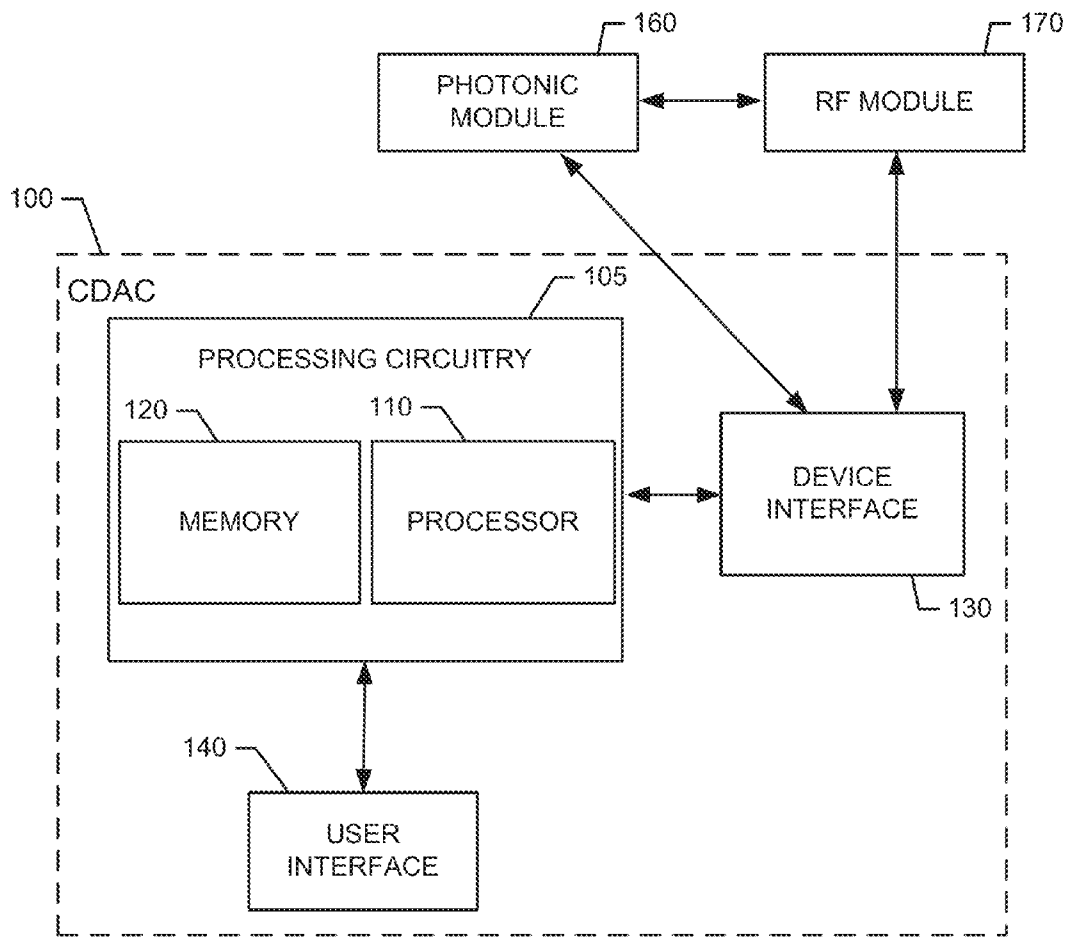 160
PHOTONIC
MODULE
170
RF MODULE
100
CDAC
105
PROCESSING CIRCUITRY
120
MEMORY
110
PROCESSOR
DEVICE
INTERFACE
130
140
USER
INTERFACE